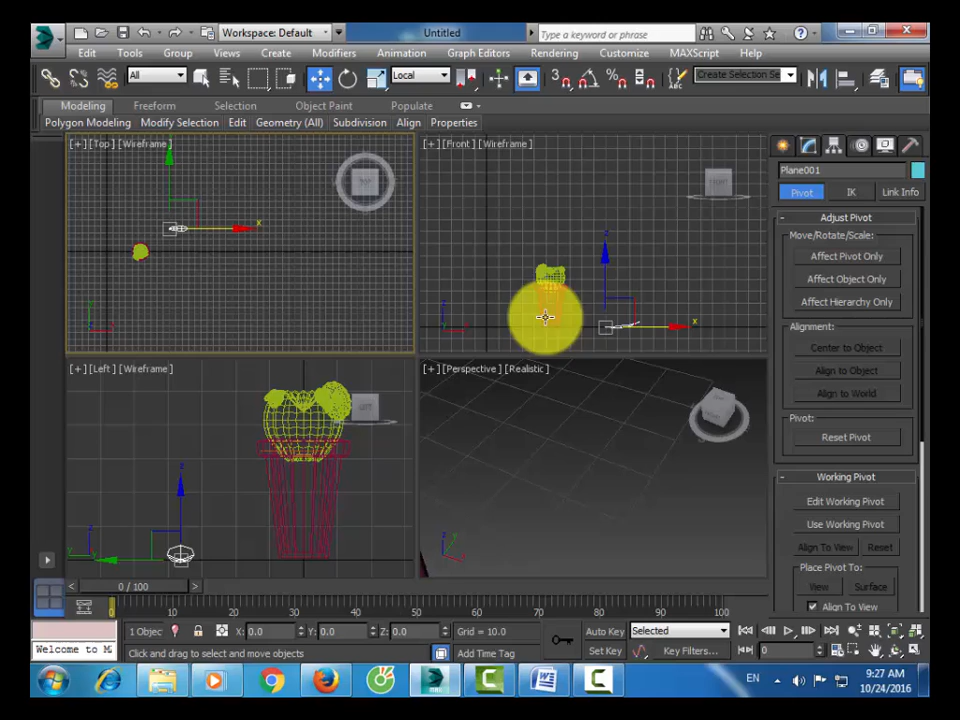 Workspace: Default
Untitled
Type a keyword or phrase
Edit Tools Group Views Create Modifiers Animation Graph Editors Rendering Customize MAXScript Help
All
Local
Create Selection Se
Modeling Freeform Selection Object Paint Populate
Polygon Modeling Modify Selection Edit Geometry (All) Subdivision Align Properties
[+] [Top] [Wireframe]
[+] [Front] [Wireframe]
Plane001
Pivot IK Link Info
Adjust Pivot
Move/Rotate/Scale:
Affect Pivot Only
Affect Object Only
Affect Hierarchy Only
Alignment:
Center to Object
Align to Object
Align to World
Pivot:
Reset Pivot
[+] [Left] [Wireframe]
[+] [Perspective] [Realistic]
Working Pivot
Edit Working Pivot
Use Working Pivot
Align To View Reset
Place Pivot To:
View Surface
Align To View
0 / 100
0 10 20 30 40 50 60 70 80 90 100
1 Objec X: 0.0 Y: 0.0 Z: 0.0 Grid = 10.0 Auto Key Selected
Welcome to M Click and drag to select and move objects Add Time Tag Set Key Key Filters... 0
EN
9:27 AM
10/24/2016